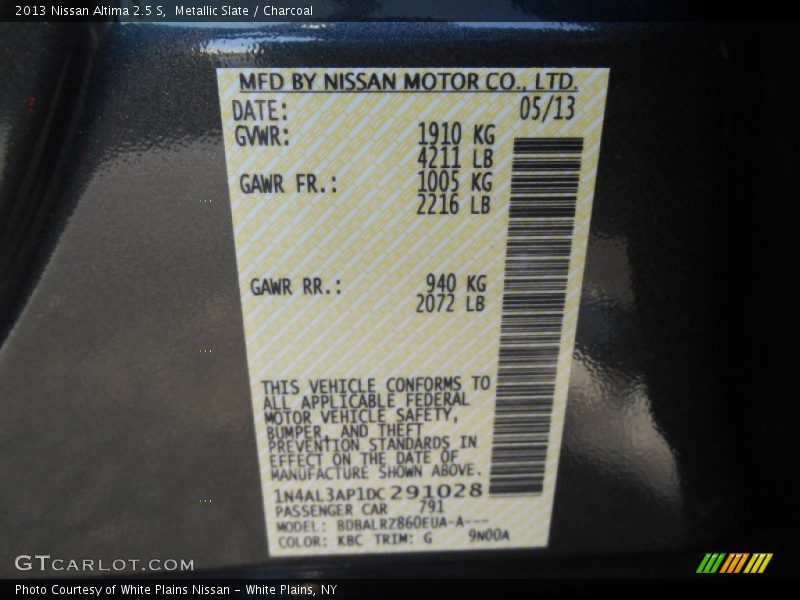 2013 Nissan Altima 2.5 S,  Metallic Slate / Charcoal
MFD BY NISSAN MOTOR CO., LTD.
DATE: 05/13
GVWR: 1910 KG
4211 LB
GAWR FR.: 1005 KG
2216 LB
GAWR RR.: 940 KG
2072 LB
THIS VEHICLE CONFORMS TO
ALL APPLICABLE FEDERAL
MOTOR VEHICLE SAFETY,
BUMPER, AND THEFT
PREVENTION STANDARDS IN
EFFECT ON THE DATE OF
MANUFACTURE SHOWN ABOVE.
1N4AL3AP1DC291028
PASSENGER CAR 791
MODEL: BDBALRZ860EUA-A---
COLOR: KBC TRIM: G 9N00A
GTCARLOT.COM
Photo Courtesy of White Plains Nissan - White Plains, NY